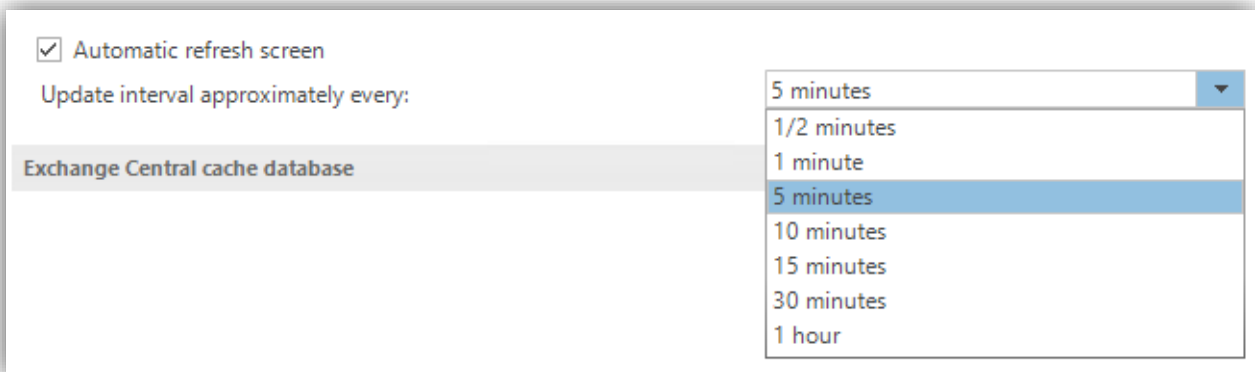 Automatic refresh screen
Update interval approximately every:
5 minutes
1/2 minutes
1 minute
Exchange Central cache database
5 minutes
10 minutes
15 minutes
30 minutes
1 hour